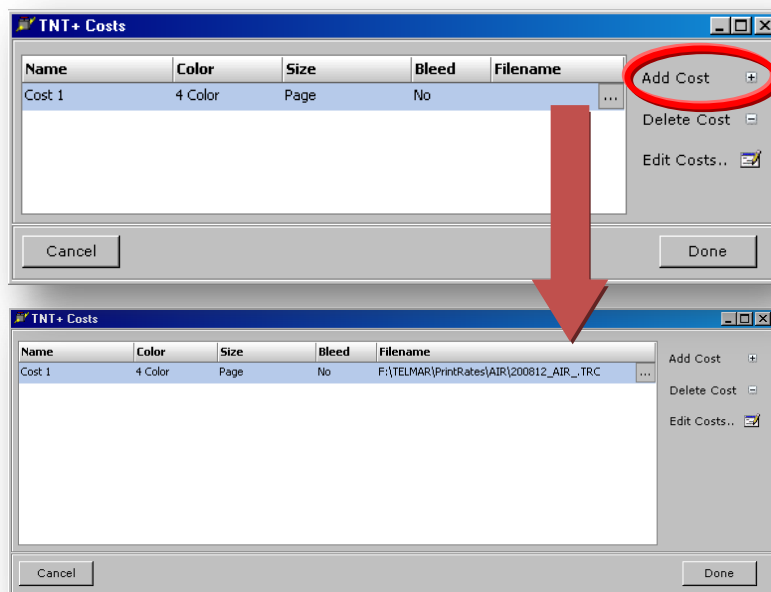 TNT+ Costs
Name Color Size Bleed Filename
Cost 1 4 Color Page No ...
Add Cost
Delete Cost
Edit Costs..
Cancel Done
TNT+ Costs
Name Color Size Bleed Filename
Cost 1 4 Color Page No F:\TELMAR\PrintRates\AIR\200812_AIR_.TRC ...
Add Cost
Delete Cost
Edit Costs..
Cancel Done